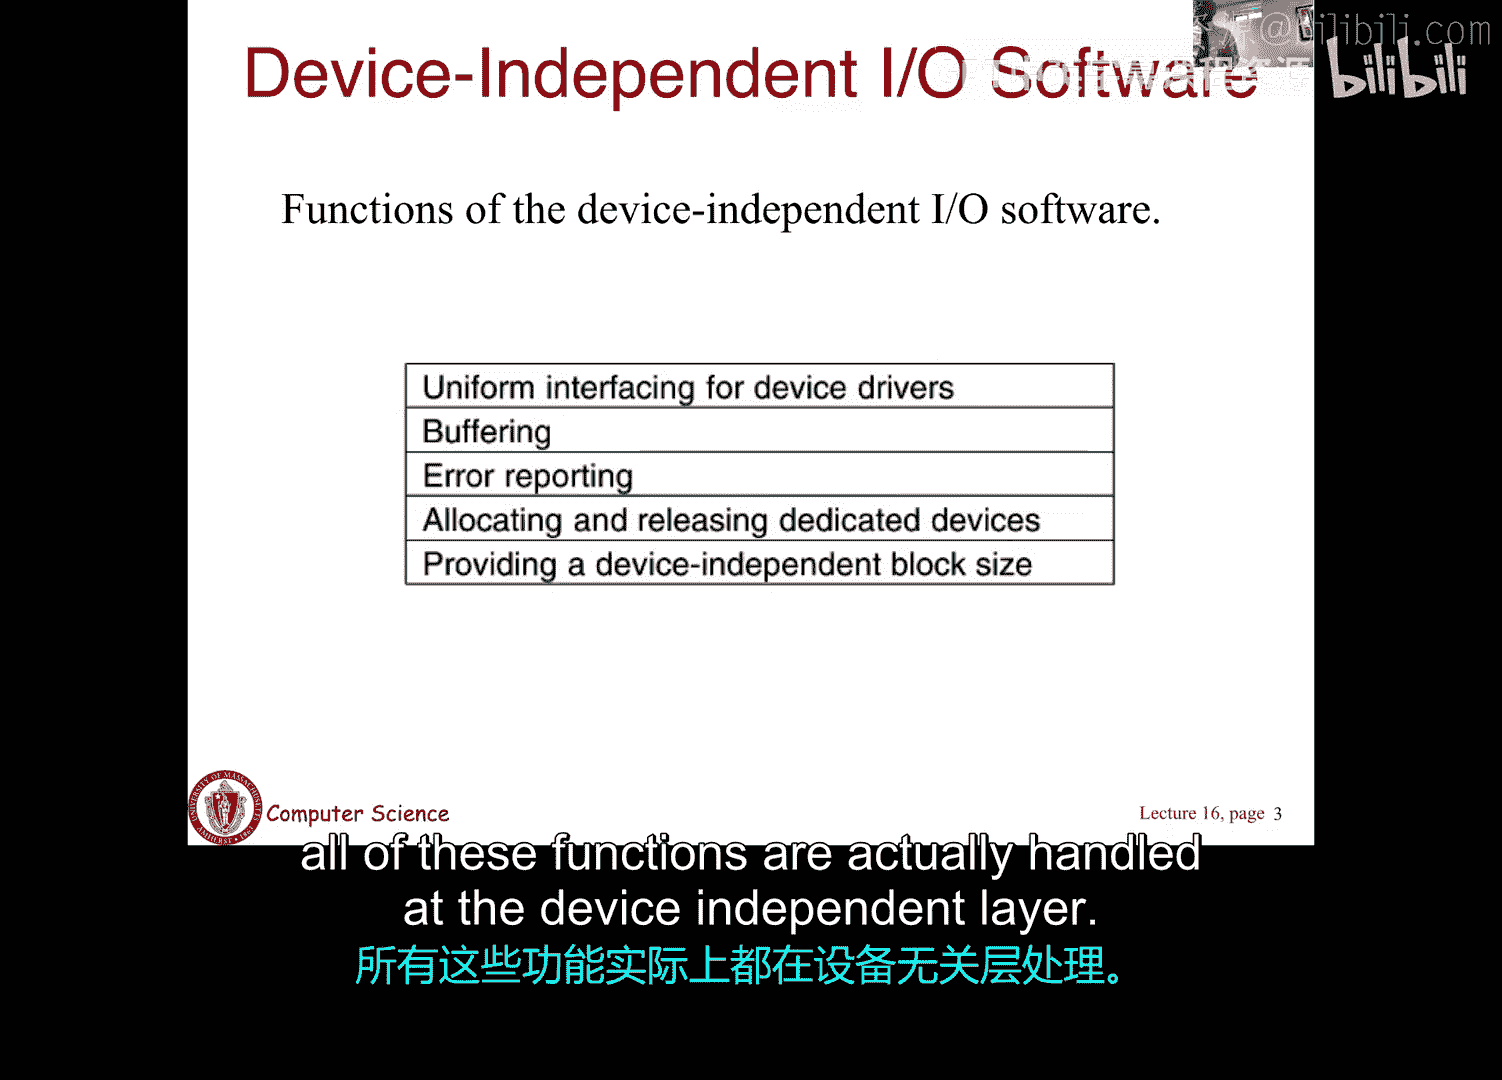 Device-Independent I/O Software
bilibili
Functions of the device-independent I/O software.
Uniform interfacing for device drivers
Buffering
Error reporting
Allocating and releasing dedicated devices
Providing a device-independent block size
Computer Science
Lecture 16, page 3
all of these functions are actually handled
at the device independent layer.
所有这些功能实际上都在设备无关层处理。